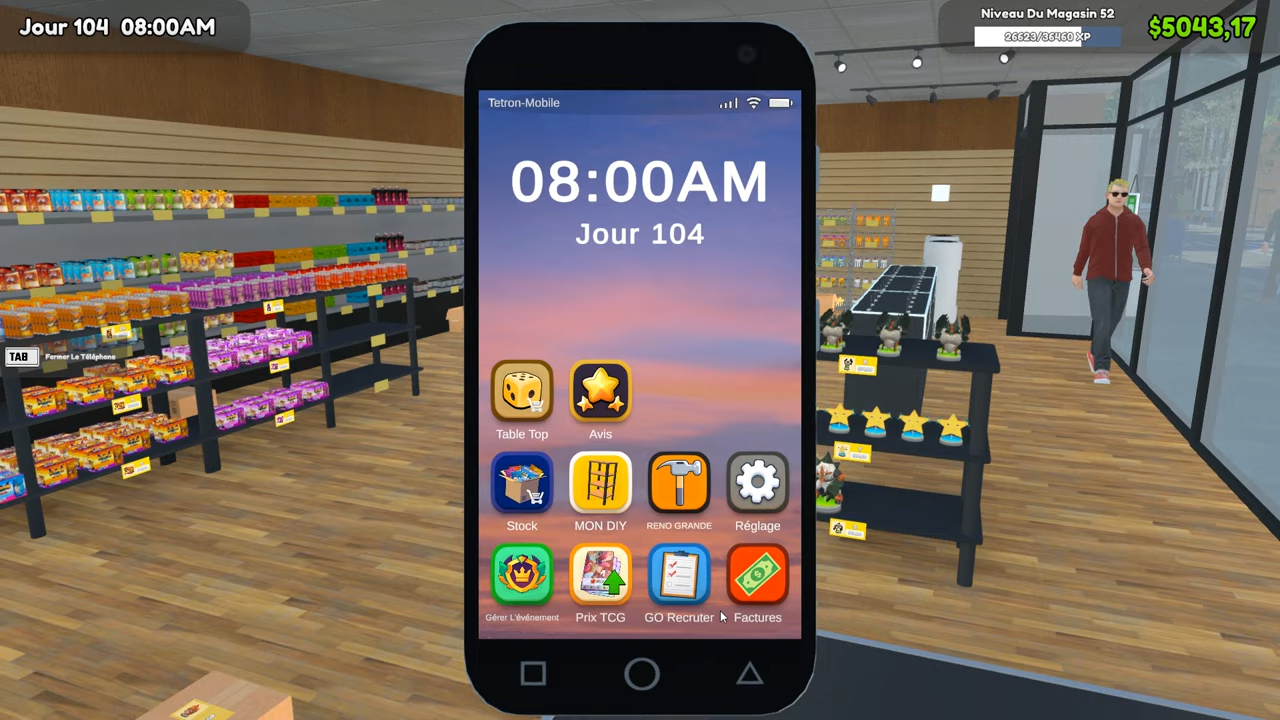 Jour 104 08:00AM
Niveau Du Magasin 52
26623/36460 XP
$5043,17
Tetron-Mobile
08:00AM
Jour 104
TAB
Fermer Le Téléphone
Table Top
Avis
Stock
MON DIY
RENO GRANDE
Réglage
Gérer L'événement
Prix TCG
GO Recruter
Factures